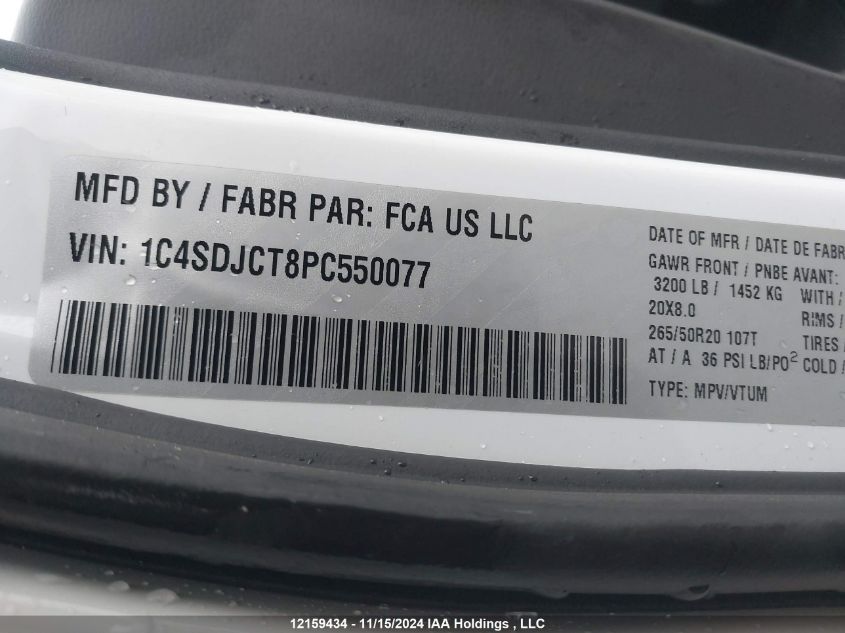 MFD BY / FABR PAR: FCA US LLC
VIN: 1C4SDJCT8PC550077
DATE OF MFR / DATE DE FABR
GAWR FRONT / PNBE AVANT:
3200 LB / 1452 KG WITH /
20X8.0 RIMS /
265/50R20 107T TIRES /
AT / A 36 PSI LB/PO² COLD /
TYPE: MPV/VTUM
12159434 - 11/15/2024 IAA Holdings , LLC